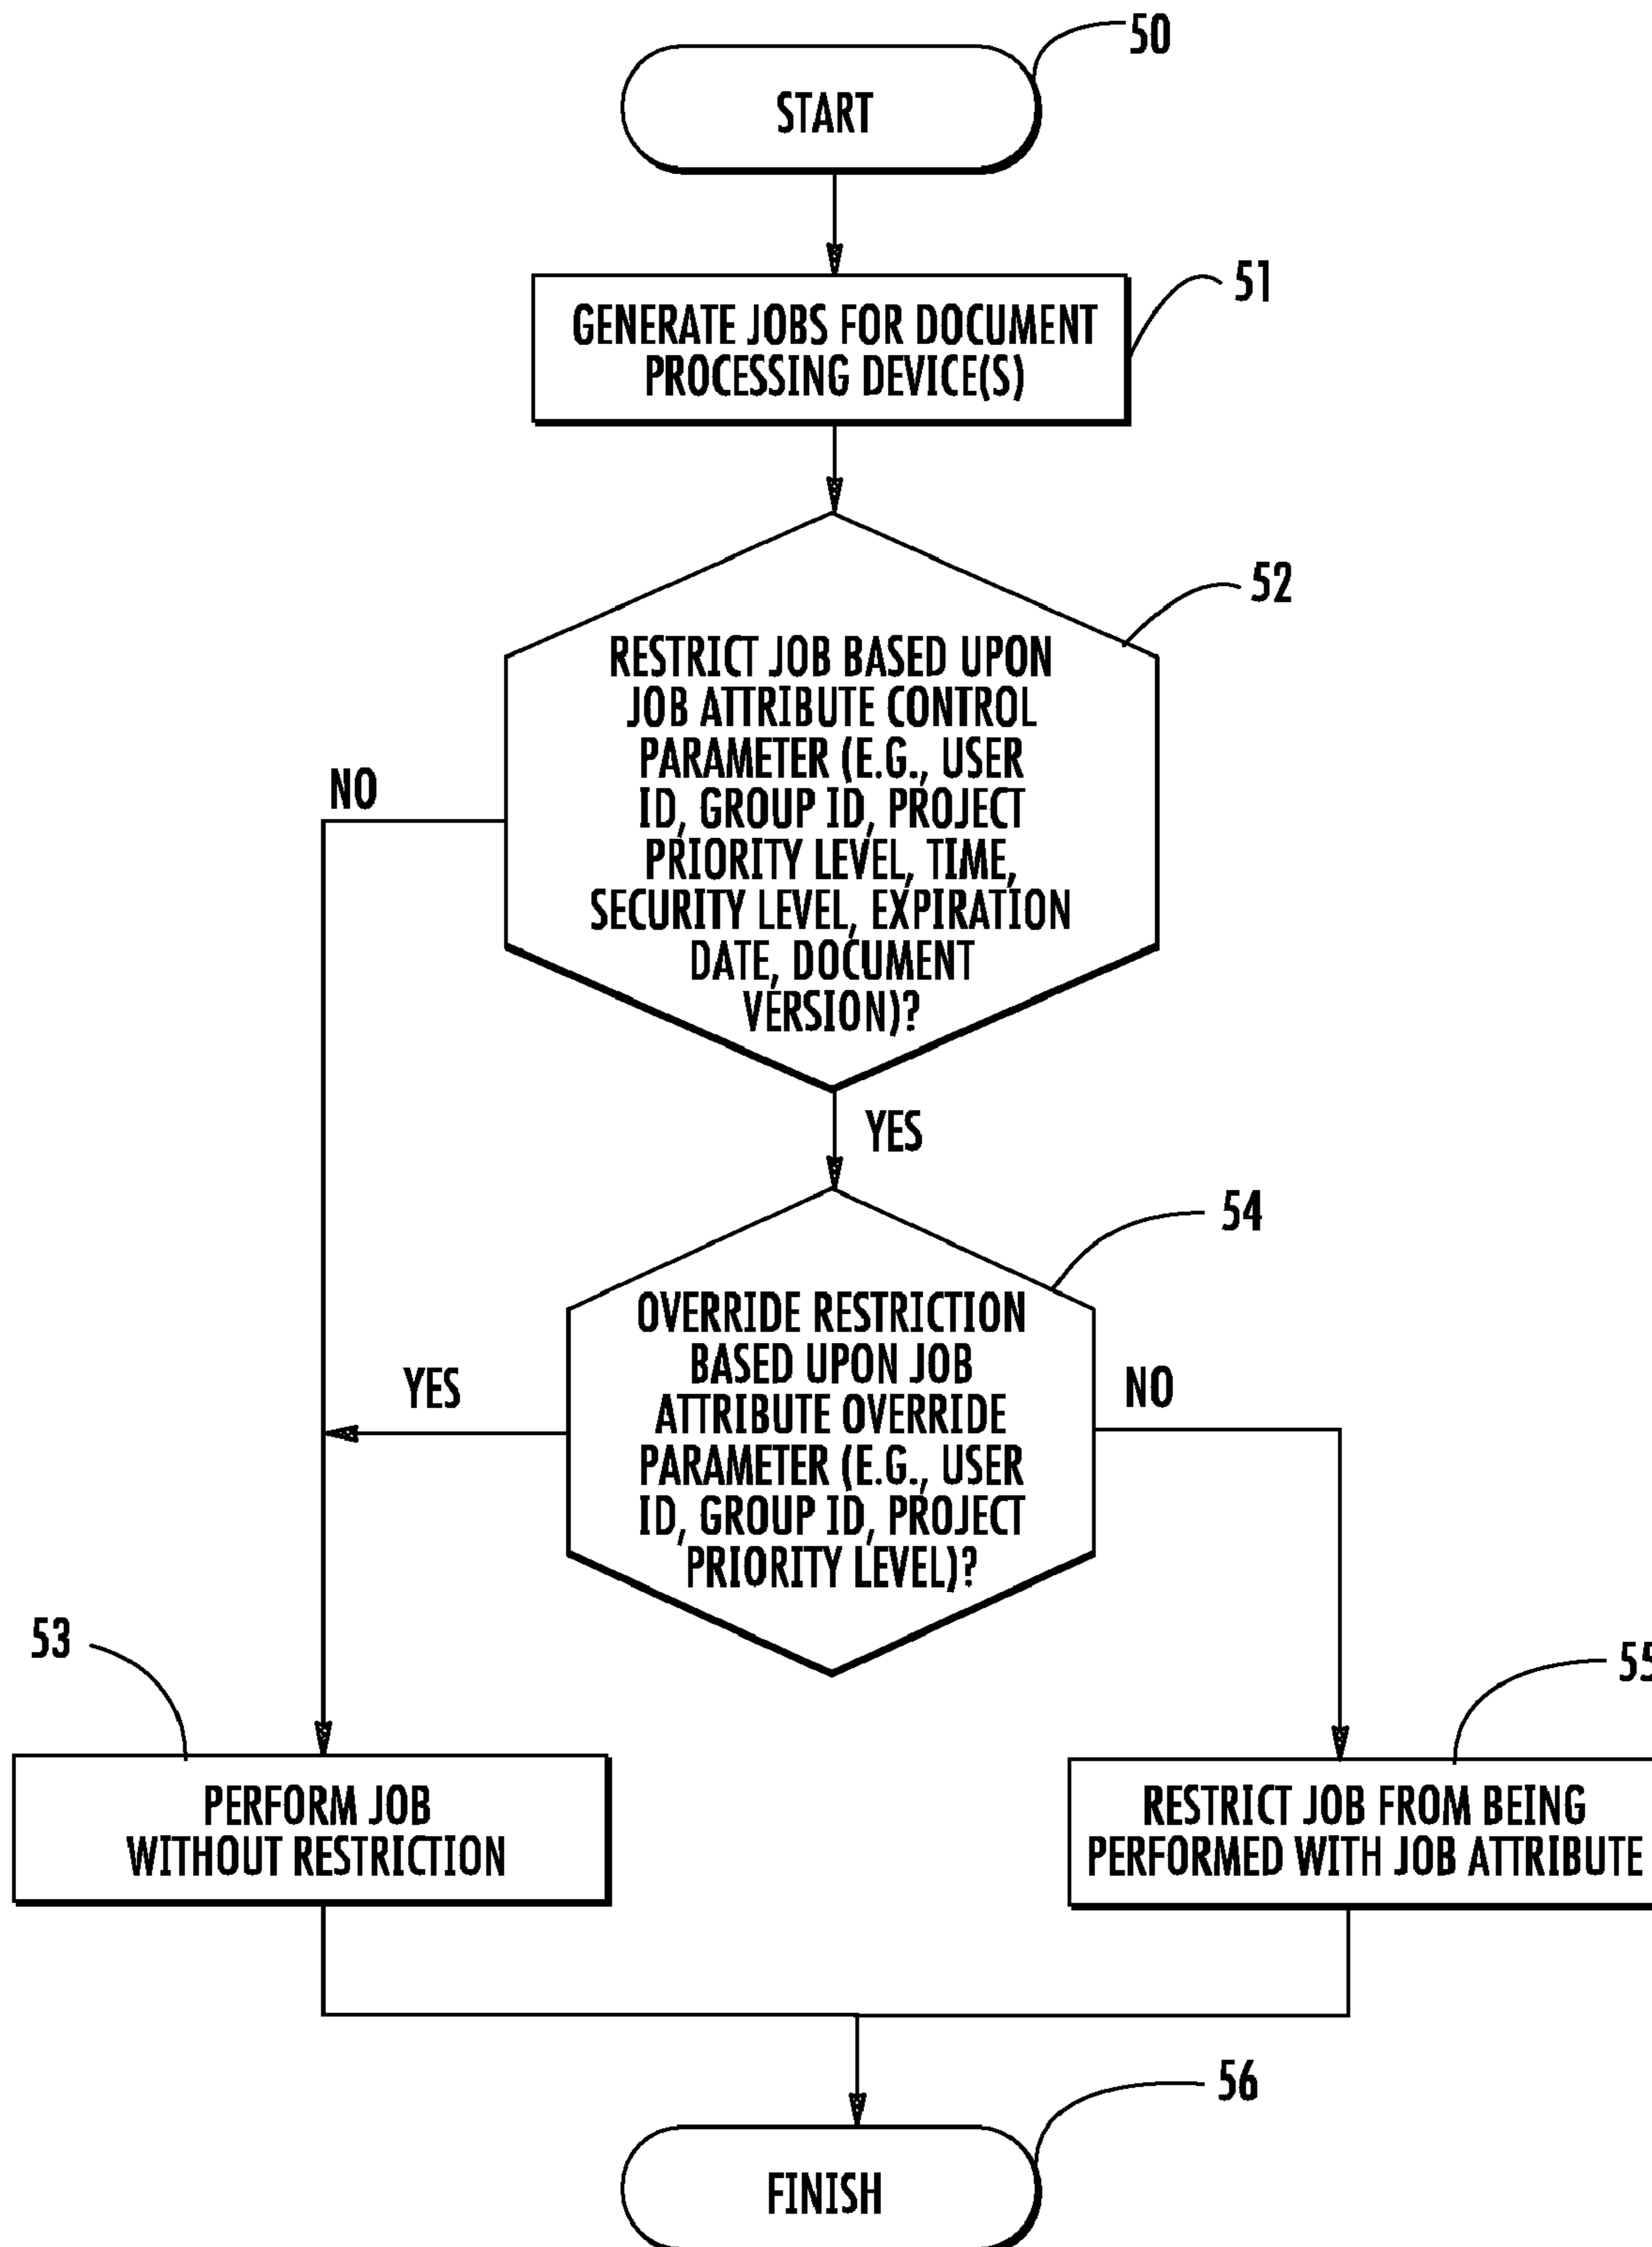 50
START
51
GENERATE JOBS FOR DOCUMENT
PROCESSING DEVICE(S)
52
RESTRICT JOB BASED UPON
JOB ATTRIBUTE CONTROL
PARAMETER (E.G., USER
ID, GROUP ID, PROJECT
PRIORITY LEVEL, TIME,
SECURITY LEVEL, EXPIRATION
DATE, DOCUMENT
VERSION)?
NO
YES
54
OVERRIDE RESTRICTION
BASED UPON JOB
ATTRIBUTE OVERRIDE
PARAMETER (E.G., USER
ID, GROUP ID, PROJECT
PRIORITY LEVEL)?
YES
NO
53
55
PERFORM JOB
WITHOUT RESTRICTION
RESTRICT JOB FROM BEING
PERFORMED WITH JOB ATTRIBUTE
56
FINISH